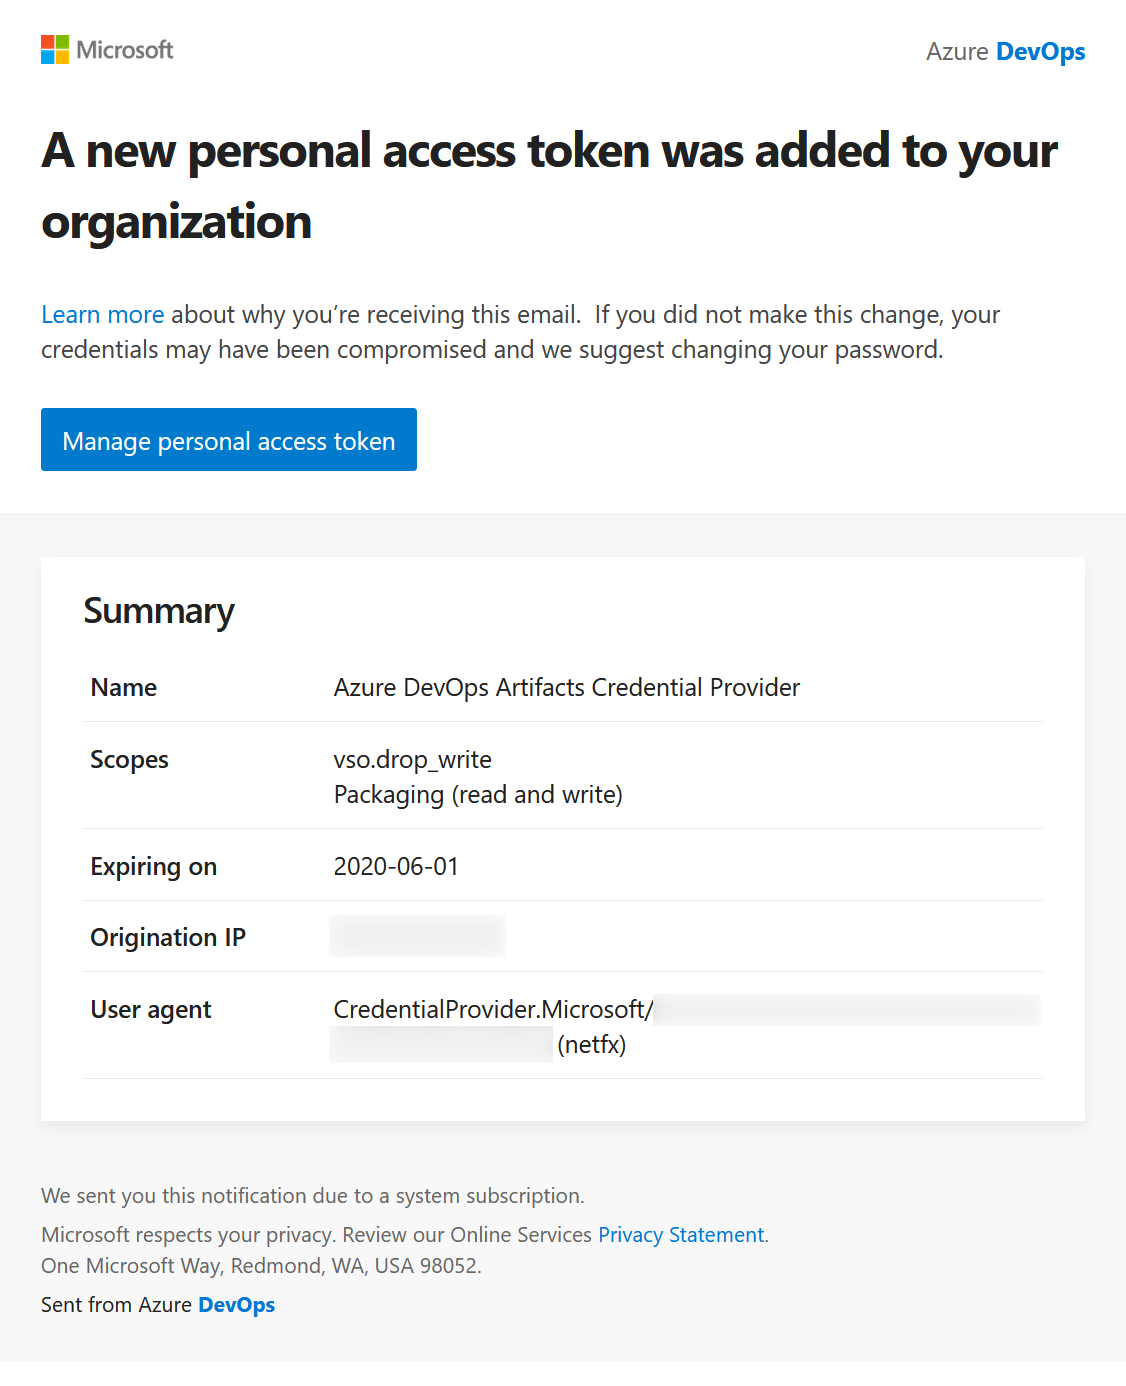 Microsoft
Azure DevOps
A new personal access token was added to your
organization
Learn more about why you’re receiving this email.  If you did not make this change, your
credentials may have been compromised and we suggest changing your password.
Manage personal access token
Summary
Name
Azure DevOps Artifacts Credential Provider
Scopes
vso.drop_write
Packaging (read and write)
Expiring on
2020-06-01
Origination IP
User agent
CredentialProvider.Microsoft/
(netfx)
We sent you this notification due to a system subscription.
Microsoft respects your privacy. Review our Online Services Privacy Statement.
One Microsoft Way, Redmond, WA, USA 98052.
Sent from Azure DevOps